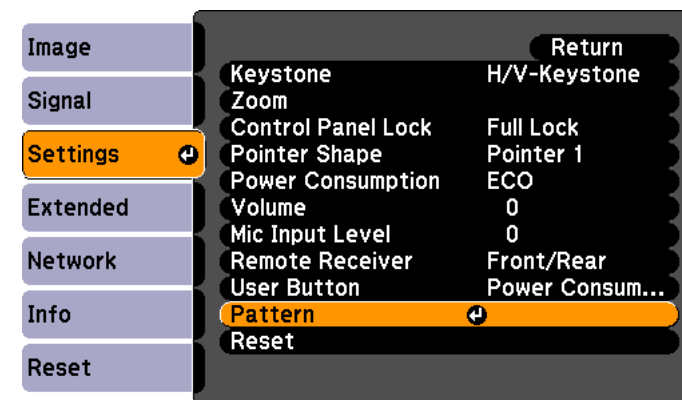 Image
Signal
Settings
Extended
Network
Info
Reset
Return
Keystone H/V-Keystone
Zoom
Control Panel Lock Full Lock
Pointer Shape Pointer 1
Power Consumption ECO
Volume 0
Mic Input Level 0
Remote Receiver Front/Rear
User Button Power Consum...
Pattern
Reset